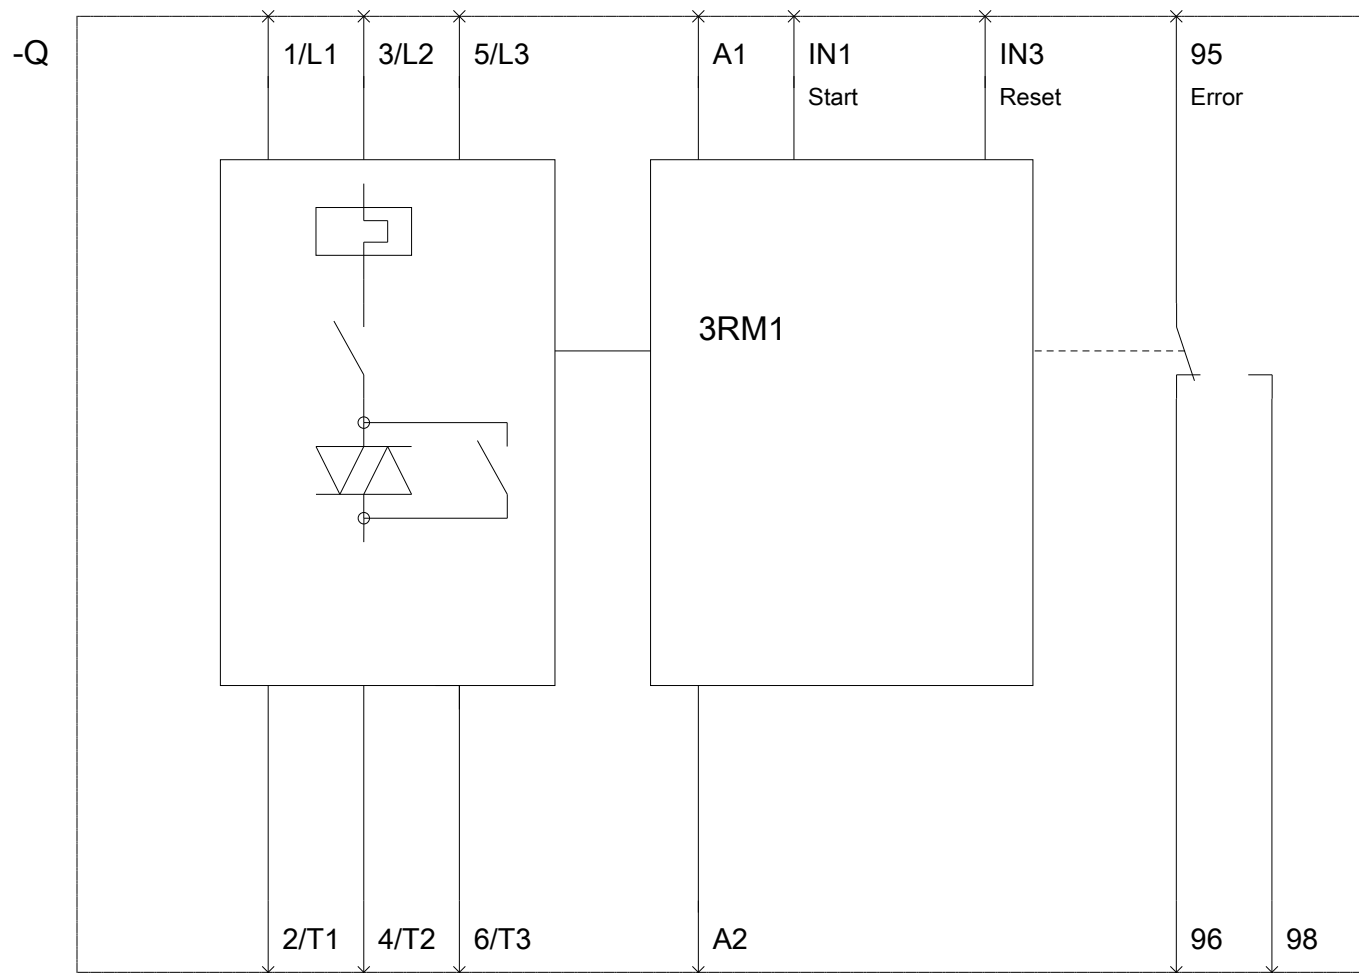 -Q
1/L1 3/L2 5/L3 A1 IN1 IN3 95
Start Reset Error
3RM1
2/T1 4/T2 6/T3 A2 96 98